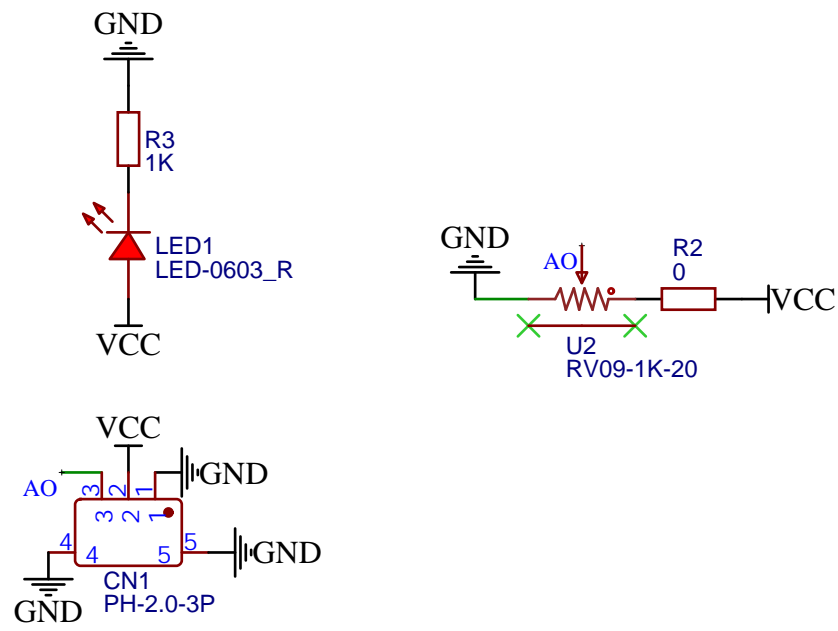 GND
R3
1K
LED1
LED-0603_R
VCC
GND
AO
R2
0
VCC
U2
RV09-1K-20
VCC
GND
AO
3
2
1
3
2
1
4
4
5
5
GND
GND
CN1
PH-2.0-3P